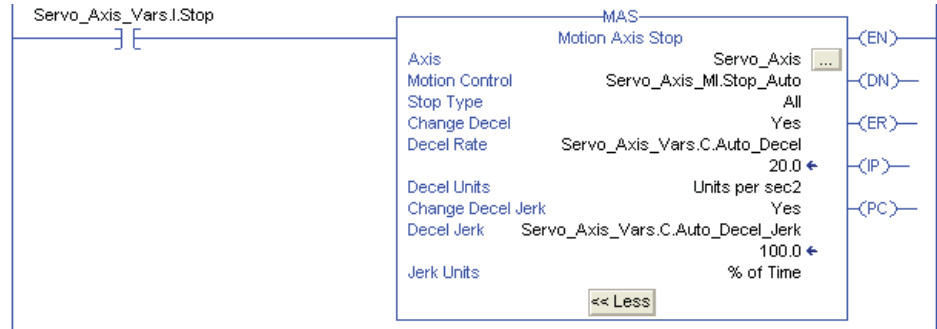 Servo_Axis_Vars.I.Stop
MAS
Motion Axis Stop
Axis Servo_Axis ...
Motion Control Servo_Axis_MI.Stop_Auto
Stop Type All
Change Decel Yes
Decel Rate Servo_Axis_Vars.C.Auto_Decel
20.0
Decel Units Units per sec2
Change Decel Jerk Yes
Decel Jerk Servo_Axis_Vars.C.Auto_Decel_Jerk
100.0
Jerk Units % of Time
<< Less
EN
DN
ER
IP
PC